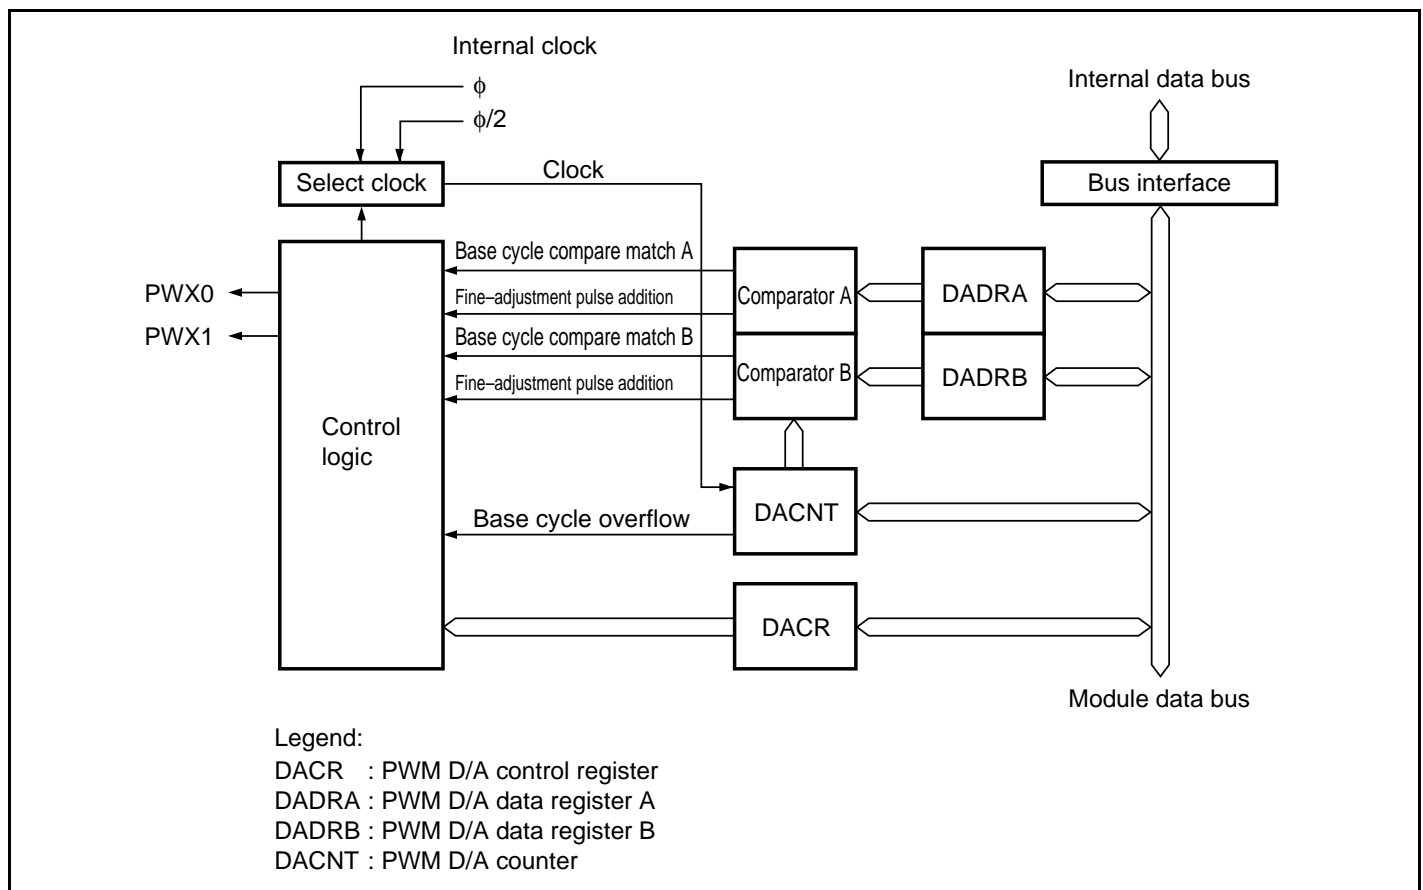 Internal clock
ϕ
ϕ/2
Internal data bus
Select clock
Clock
Bus interface
Base cycle compare match A
Fine–adjustment pulse addition
Base cycle compare match B
Fine–adjustment pulse addition
Comparator A
Comparator B
DADRA
DADRB
PWX0
PWX1
Control
logic
DACNT
Base cycle overflow
DACR
Module data bus
Legend:
DACR : PWM D/A control register
DADRA : PWM D/A data register A
DADRB : PWM D/A data register B
DACNT : PWM D/A counter